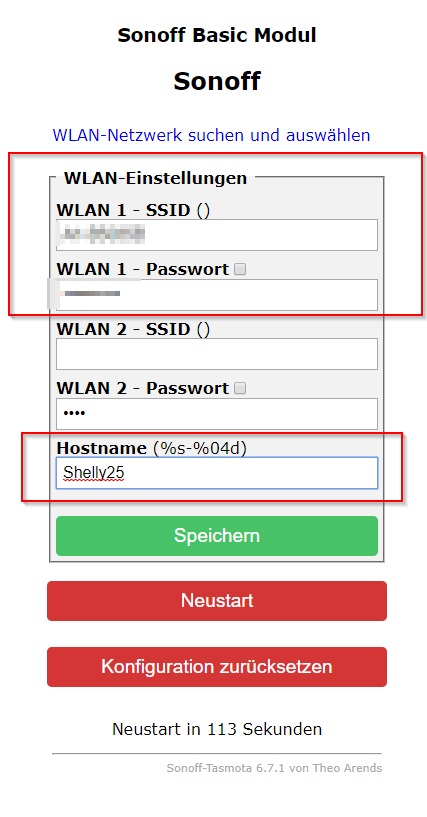 Sonoff Basic Modul
Sonoff
WLAN-Netzwerk suchen und auswählen
WLAN-Einstellungen
WLAN 1 - SSID ()
WLAN 1 - Passwort
WLAN 2 - SSID ()
WLAN 2 - Passwort
••••
Hostname (%s-%04d)
Shelly25
Speichern
Neustart
Konfiguration zurücksetzen
Neustart in 113 Sekunden
Sonoff-Tasmota 6.7.1 von Theo Arends